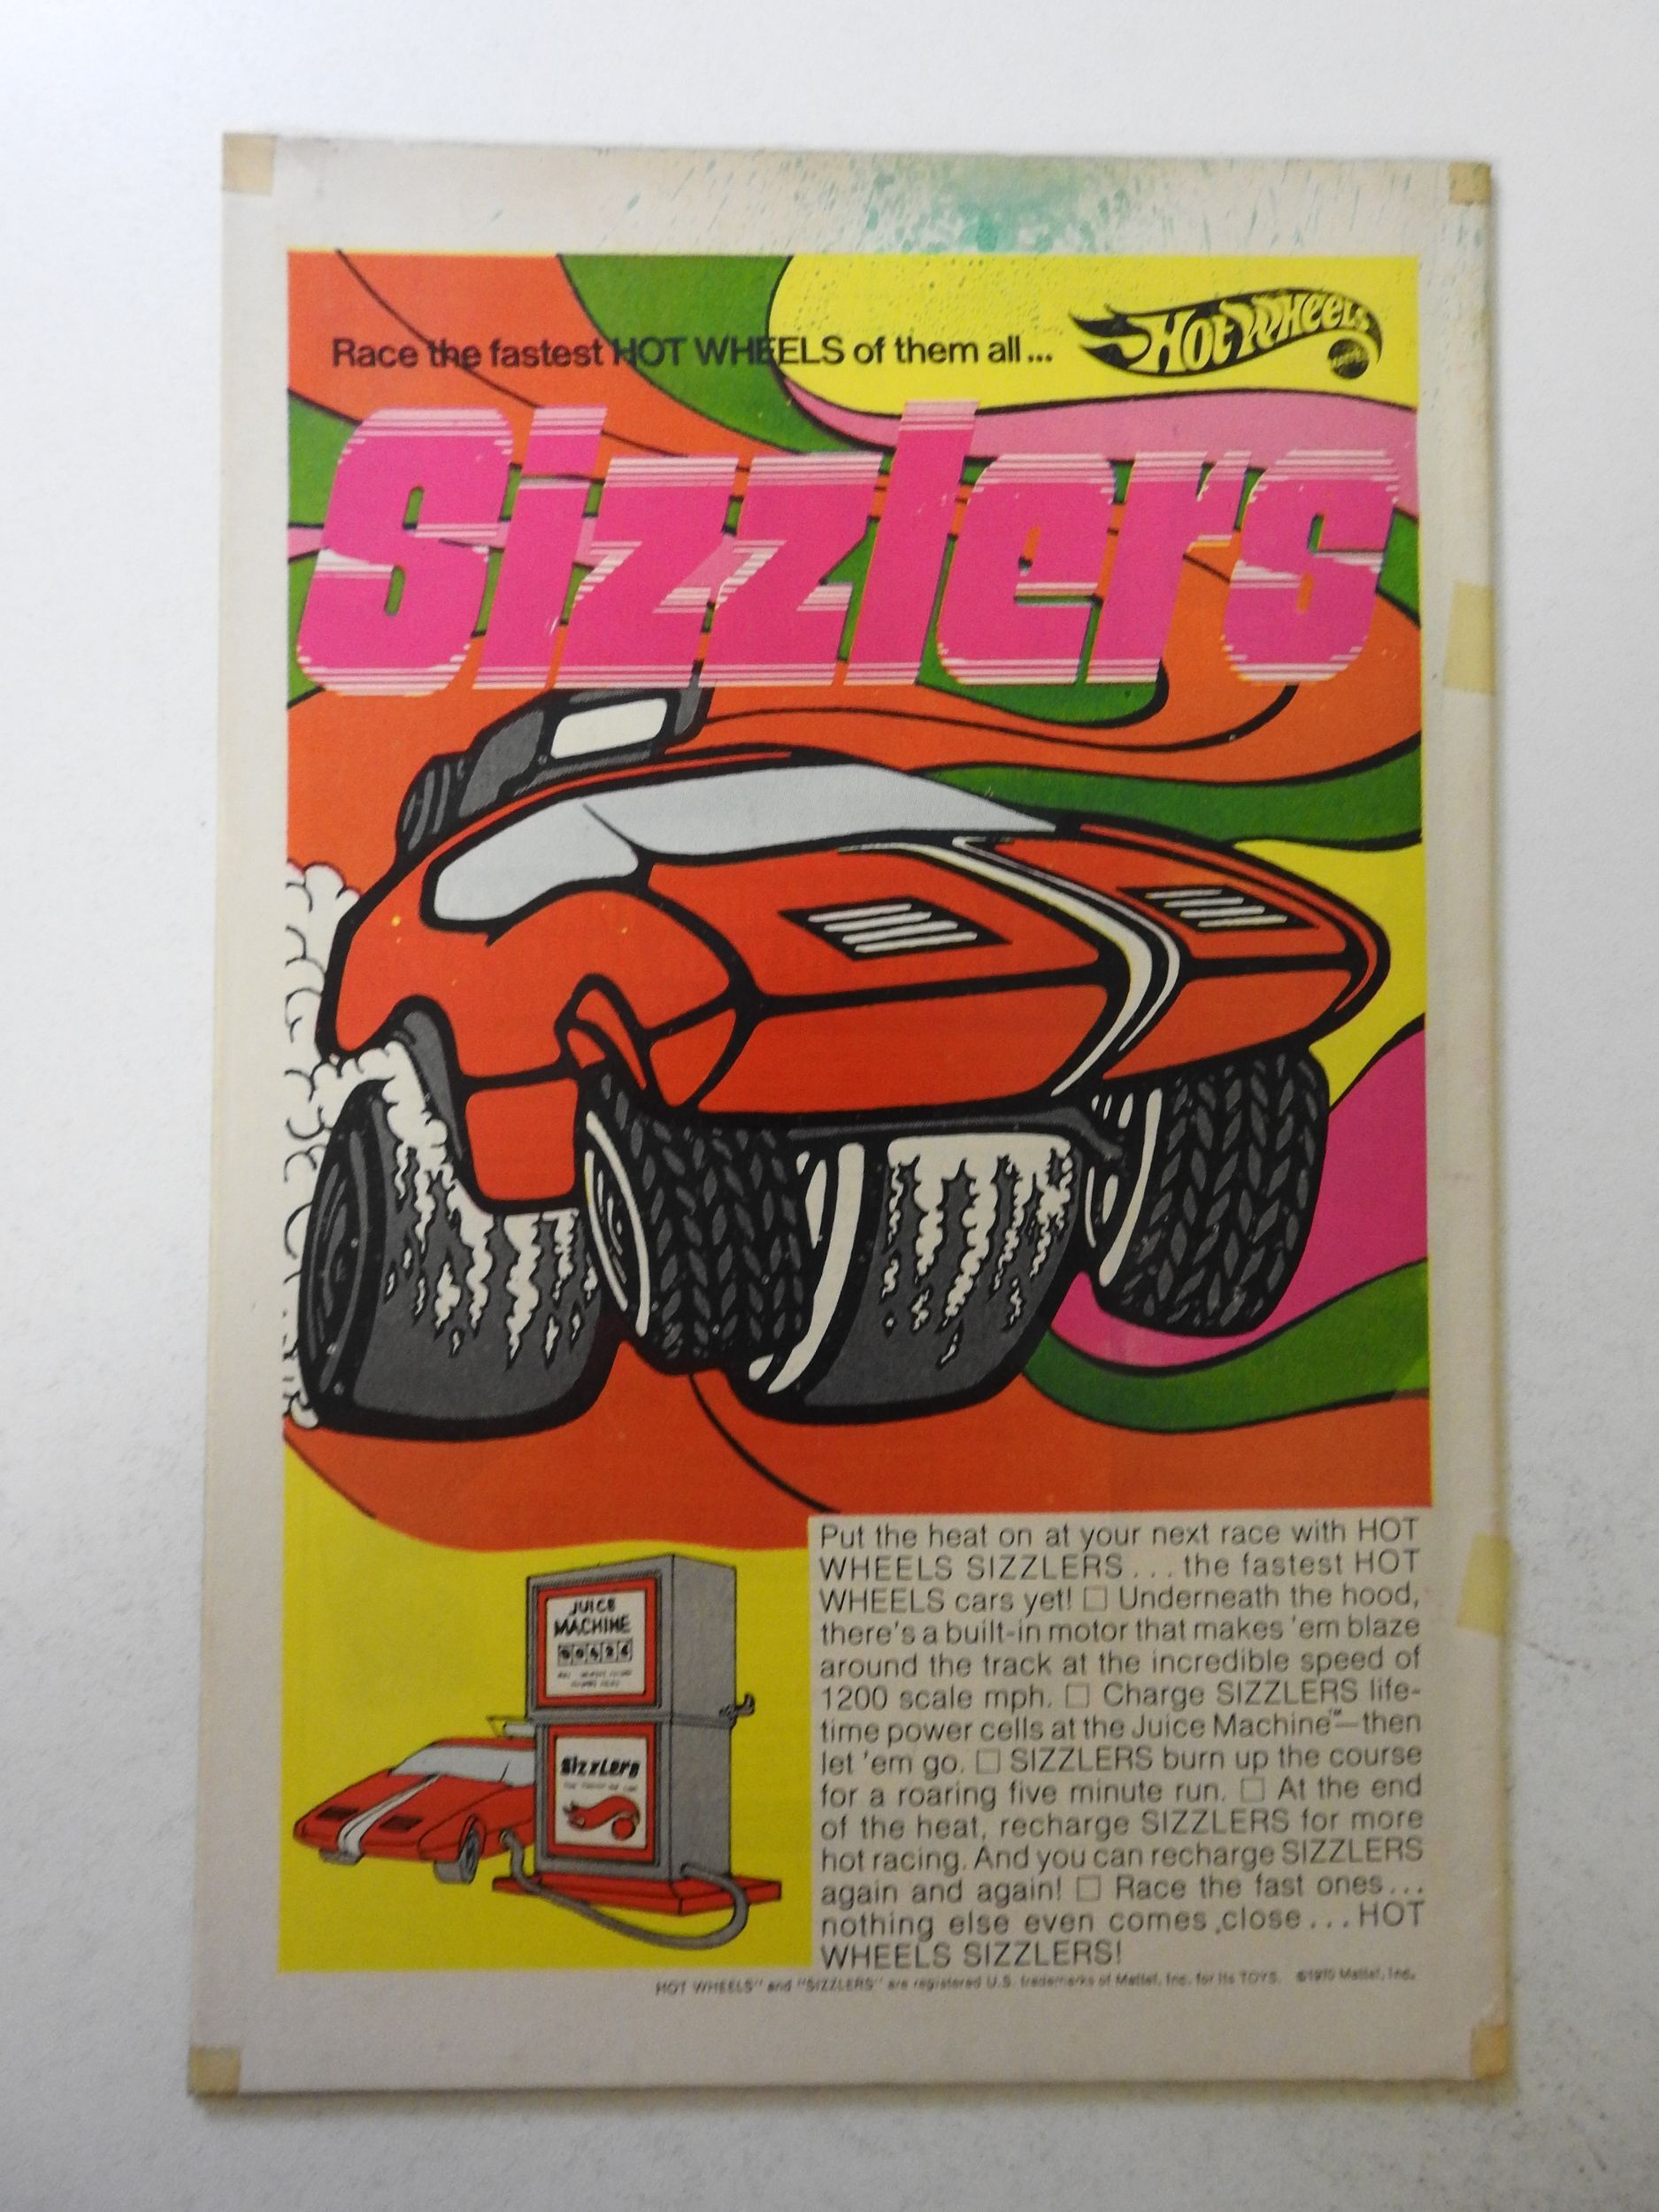 Race the fastest HOT WHEELS of them all...
Hot Wheels
Sizzlers
JUICE
MACHINE
Sizzlers
Put the heat on at your next race with HOT
WHEELS SIZZLERS . . . the fastest HOT
WHEELS cars yet! □ Underneath the hood,
there's a built-in motor that makes 'em blaze
around the track at the incredible speed of
1200 scale mph. □ Charge SIZZLERS life-
time power cells at the Juice Machine™—then
let 'em go. □ SIZZLERS burn up the course
for a roaring five minute run. □ At the end
of the heat, recharge SIZZLERS for more
hot racing. And you can recharge SIZZLERS
again and again! □ Race the fast ones...
nothing else even comes close...HOT
WHEELS SIZZLERS!
HOT WHEELS" and "SIZZLERS" are registered U.S. trademarks of Mattel, Inc. for its TOYS. ©1970 Mattel, Inc.